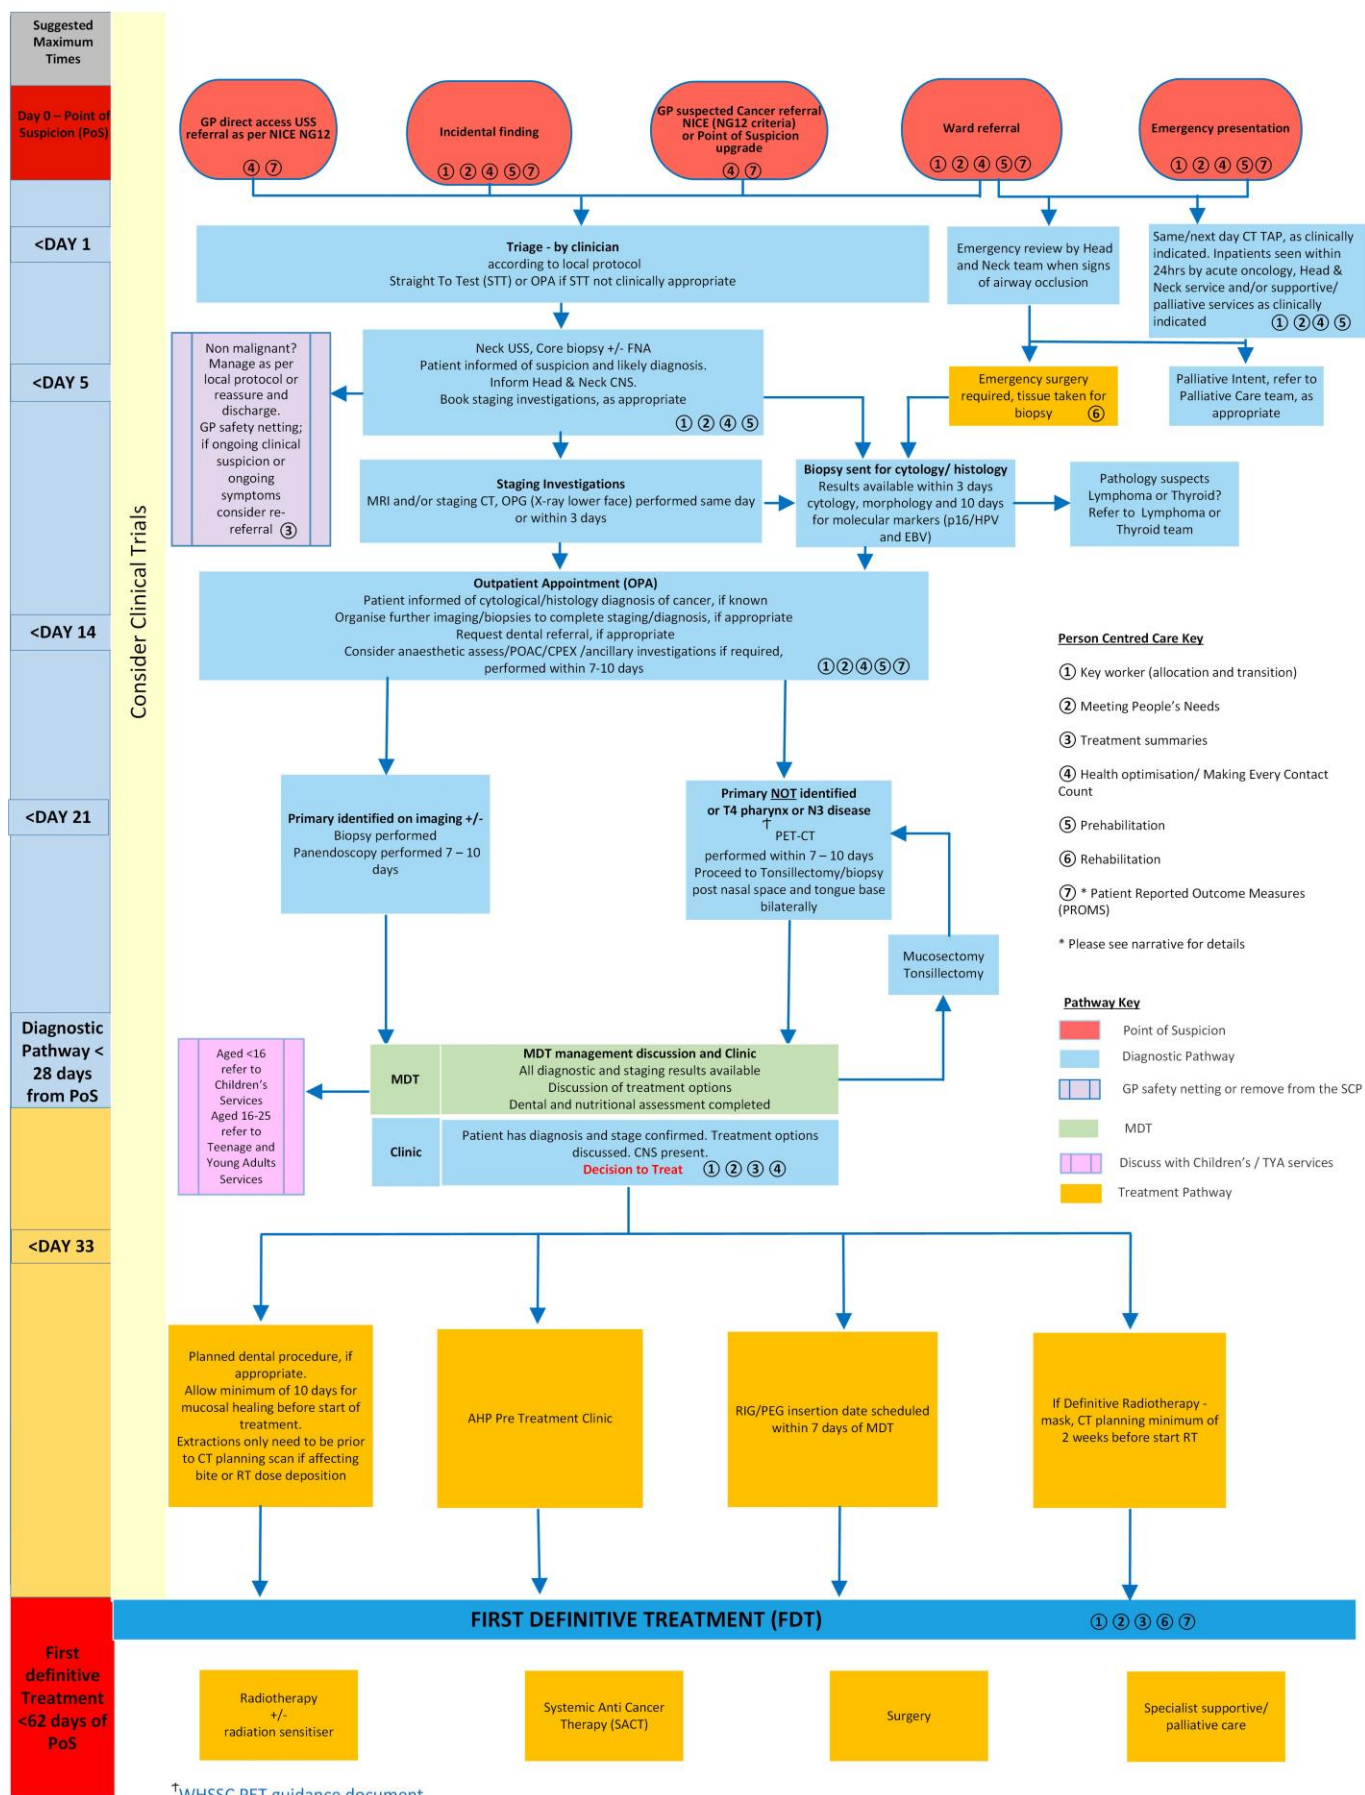 Suggested
Maximum
Times
Day 0 – Point of
Suspicion (PoS)
GP direct access USS
referral as per NICE NG12
④ ⑦
Incidental finding
① ② ④ ⑤ ⑦
GP suspected Cancer referral
NICE (NG12 criteria)
or Point of Suspicion
upgrade
④ ⑦
Ward referral
① ② ④ ⑤ ⑦
Emergency presentation
① ② ④ ⑤ ⑦
Consider Clinical Trials
<DAY 1
Triage - by clinician
according to local protocol
Straight To Test (STT) or OPA if STT not clinically appropriate
Emergency review by Head
and Neck team when signs
of airway occlusion
Same/next day CT TAP, as clinically
indicated. Inpatients seen within
24hrs by acute oncology, Head &
Neck service and/or supportive/
palliative services as clinically
indicated ① ② ④ ⑤
<DAY 5
Non malignant?
Manage as per
local protocol or
reassure and
discharge.
GP safety netting;
if ongoing clinical
suspicion or
ongoing
symptoms
consider re-
referral ③
Neck USS, Core biopsy +/- FNA
Patient informed of suspicion and likely diagnosis.
Inform Head & Neck CNS.
Book staging investigations, as appropriate
① ② ④ ⑤
Emergency surgery
required, tissue taken for
biopsy ⑥
Palliative Intent, refer to
Palliative Care team, as
appropriate
Staging Investigations
MRI and/or staging CT, OPG (X-ray lower face) performed same day
or within 3 days
Biopsy sent for cytology/ histology
Results available within 3 days
cytology, morphology and 10 days
for molecular markers (p16/HPV
and EBV)
Pathology suspects
Lymphoma or Thyroid?
Refer to Lymphoma or
Thyroid team
<DAY 14
Outpatient Appointment (OPA)
Patient informed of cytological/histology diagnosis of cancer, if known
Organise further imaging/biopsies to complete staging/diagnosis, if appropriate
Request dental referral, if appropriate
Consider anaesthetic assess/POAC/CPEX /ancillary investigations if required,
performed within 7-10 days ① ② ④ ⑤ ⑦
Person Centred Care Key
① Key worker (allocation and transition)
② Meeting People's Needs
③ Treatment summaries
④ Health optimisation/ Making Every Contact
Count
⑤ Prehabilitation
⑥ Rehabilitation
⑦ * Patient Reported Outcome Measures
(PROMS)
* Please see narrative for details
<DAY 21
Primary identified on imaging +/-
Biopsy performed
Panendoscopy performed 7 – 10
days
Primary NOT identified
or T4 pharynx or N3 disease
† PET-CT
performed within 7 – 10 days
Proceed to Tonsillectomy/biopsy
post nasal space and tongue base
bilaterally
Mucosectomy
Tonsillectomy
Pathway Key
Point of Suspicion
Diagnostic Pathway
GP safety netting or remove from the SCP
MDT
Discuss with Children's / TYA services
Treatment Pathway
Diagnostic
Pathway <
28 days
from PoS
Aged <16
refer to
Children's
Services
Aged 16-25
refer to
Teenage and
Young Adults
Services
MDT
MDT management discussion and Clinic
All diagnostic and staging results available
Discussion of treatment options
Dental and nutritional assessment completed
Clinic
Patient has diagnosis and stage confirmed. Treatment options
discussed. CNS present.
Decision to Treat ① ② ③ ④
<DAY 33
Planned dental procedure, if
appropriate.
Allow minimum of 10 days for
mucosal healing before start of
treatment.
Extractions only need to be prior
to CT planning scan if affecting
bite or RT dose deposition
AHP Pre Treatment Clinic
RIG/PEG insertion date scheduled
within 7 days of MDT
If Definitive Radiotherapy -
mask, CT planning minimum of
2 weeks before start RT
FIRST DEFINITIVE TREATMENT (FDT) ① ② ③ ⑥ ⑦
First
definitive
Treatment
<62 days of
PoS
Radiotherapy
+/-
radiation sensitiser
Systemic Anti Cancer
Therapy (SACT)
Surgery
Specialist supportive/
palliative care
†WHSSC PET guidance document